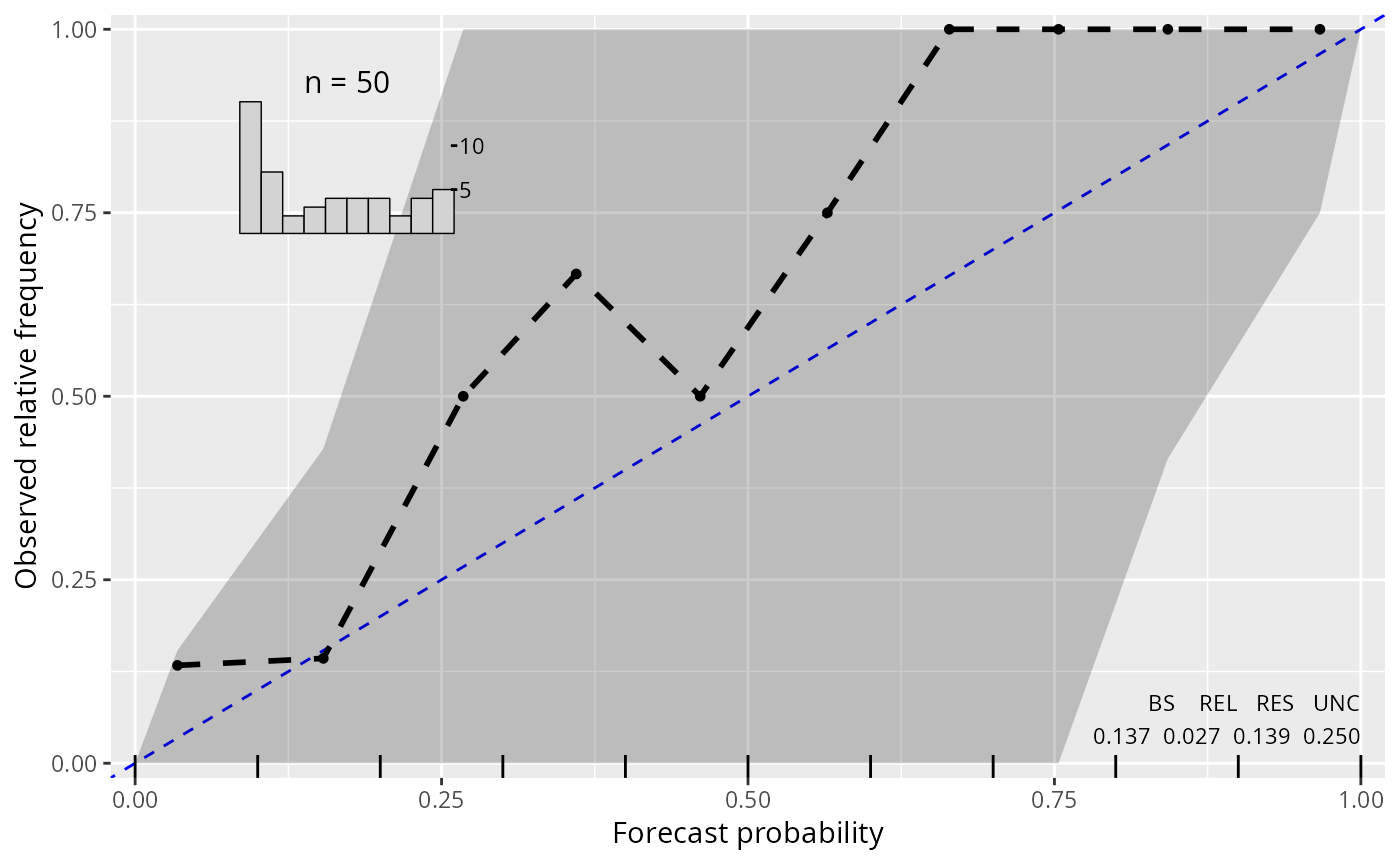 1.00
n = 50
-10
-5
0.75
0.50
0.25
0.00
Observed relative frequency
BS REL RES UNC
0.137 0.027 0.139 0.250
0.00 0.25 0.50 0.75 1.00
Forecast probability